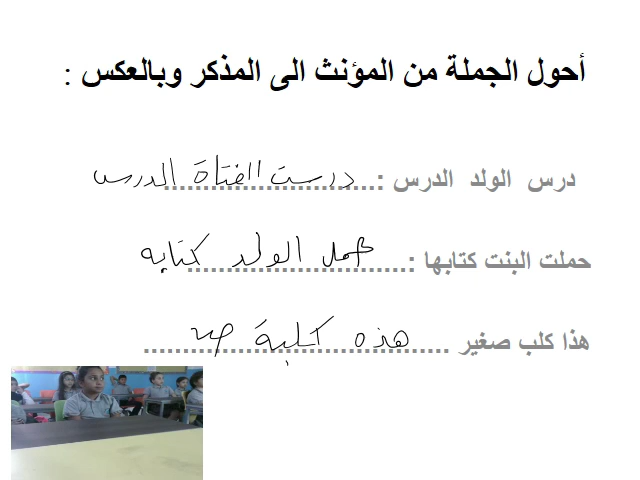 أحول الجملة من المؤنث الى المذكر وبالعكس :
درس الولد الدرس :............................ درست الفتاة الدرس
حملت البنت كتابها :............................ حمل الولد كتابه
هذا كلب صغير ........................................ هذه كلبة